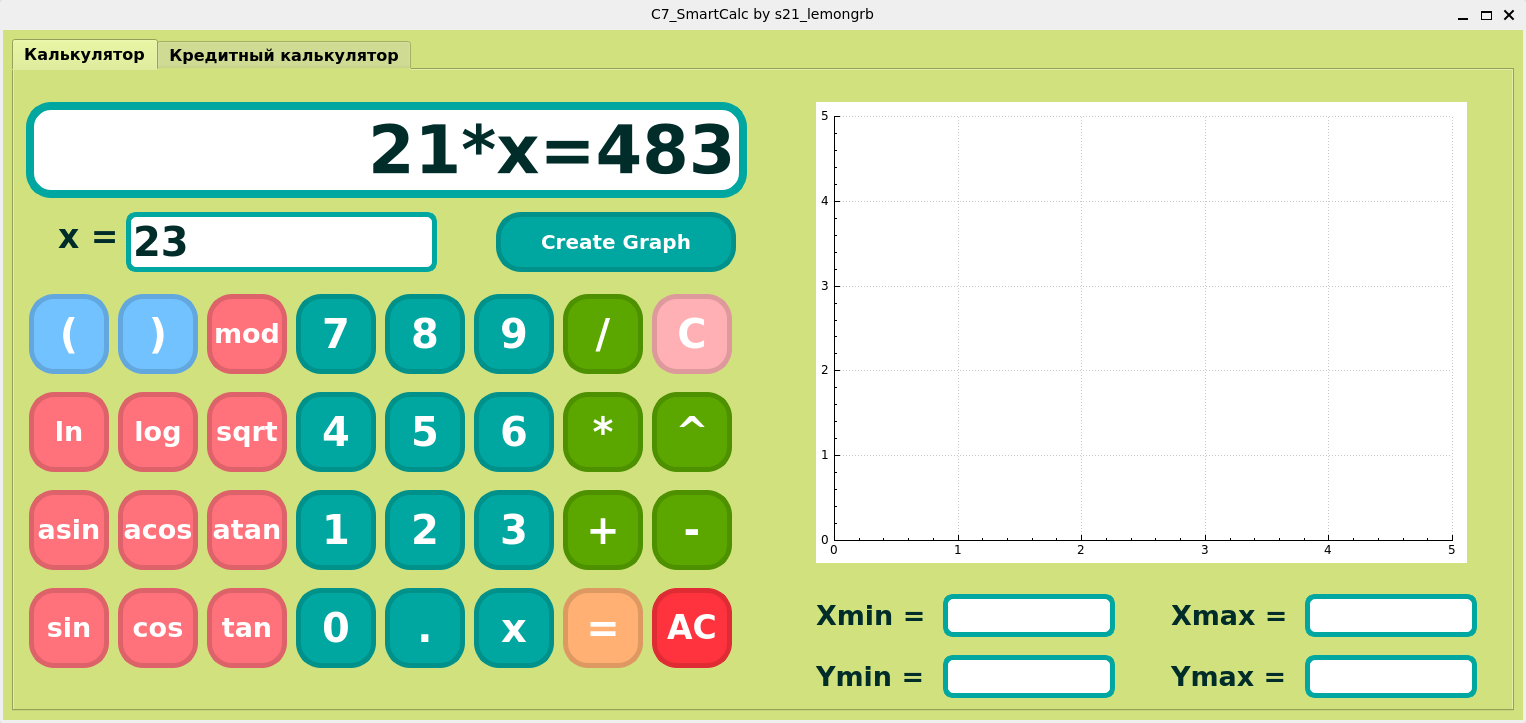 C7_SmartCalc by s21_lemongrb
Калькулятор Кредитный калькулятор
21*x=483
x = 23 Create Graph
( ) mod 7 8 9 / C
ln log sqrt 4 5 6 * ^
asin acos atan 1 2 3 + -
sin cos tan 0 . x = AC
5
4
3
2
1
0
0 1 2 3 4 5
Xmin = Xmax =
Ymin = Ymax =